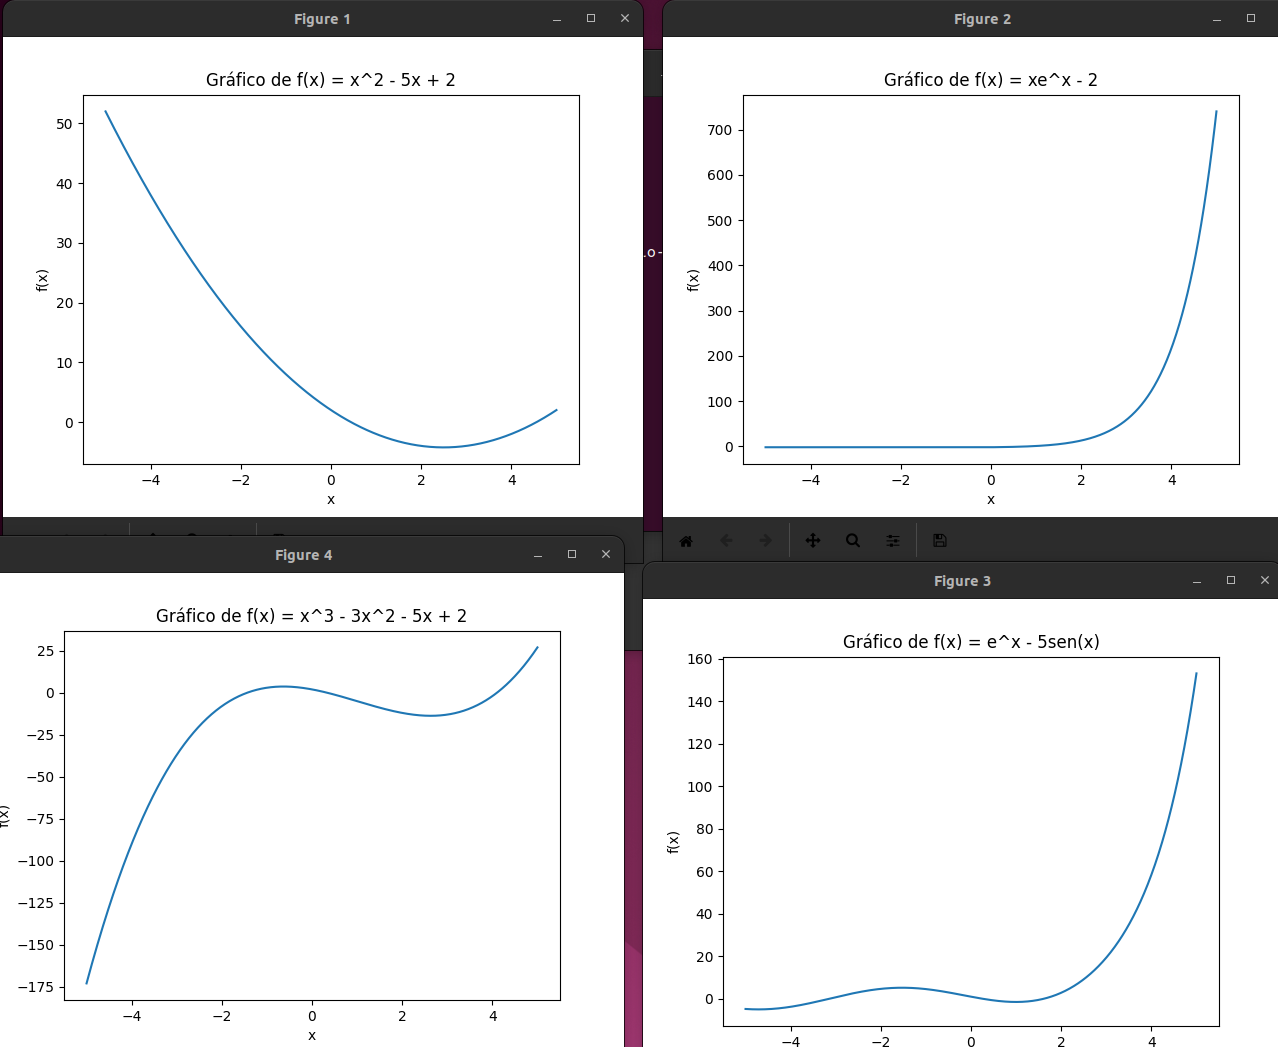 Figure 1
Gráfico de f(x) = x^2 - 5x + 2
50
40
30
20
10
0
f(x)
−4 −2 0 2 4
x
Figure 2
Gráfico de f(x) = xe^x - 2
700
600
500
400
300
200
100
0
f(x)
−4 −2 0 2 4
x
Figure 4
Gráfico de f(x) = x^3 - 3x^2 - 5x + 2
25
0
−25
−50
−75
−100
−125
−150
−175
f(x)
−4 −2 0 2 4
x
Figure 3
Gráfico de f(x) = e^x - 5sen(x)
160
140
120
100
80
60
40
20
0
f(x)
−4 −2 0 2 4